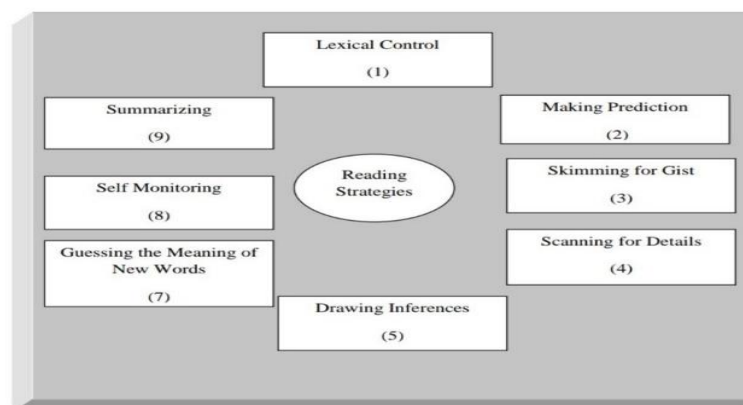 Lexical Control
(1)
Making Prediction
(2)
Skimming for Gist
(3)
Scanning for Details
(4)
Drawing Inferences
(5)
Guessing the Meaning of
New Words
(7)
Self Monitoring
(8)
Summarizing
(9)
Reading
Strategies